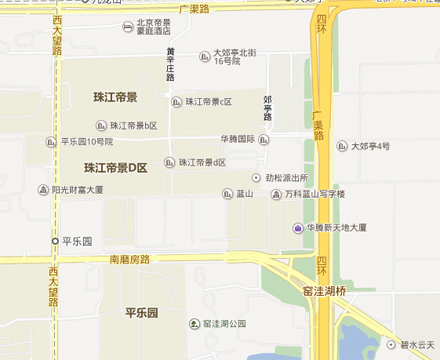 广渠路
四环
西大望路
北京帝景
豪庭酒店
黄辛庄路
大郊亭北街
16号院
珠江帝景
珠江帝景c区
郊亭路
广渠路
珠江帝景b区
平乐园10号院
华腾国际
大郊亭4号
珠江帝景D区
珠江帝景d区
劲松派出所
阳光财富大厦
蓝山
万科蓝山写字楼
华腾新天地大厦
平乐园
南磨房路
西大望路
四环
窑洼湖桥
平乐园
窑洼湖公园
碧水云天